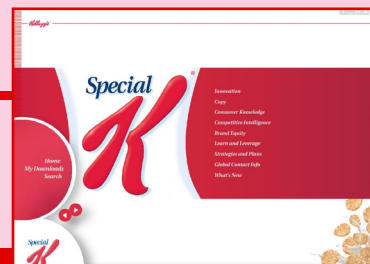 Kellogg's
Special
K
Innovation
Copy
Consumer Knowledge
Competitive Intelligence
Brand Equity
Learn and Leverage
Strategies and Plans
Global Contact Info
What's New
Home
My Downloads
Search
Special
K